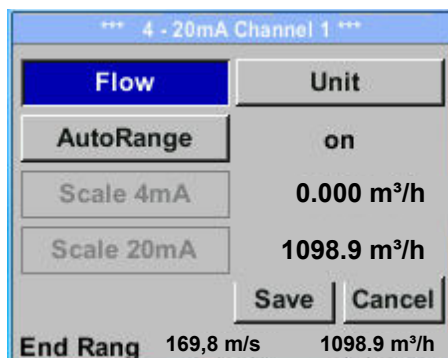 *** 4 - 20mA Channel 1 ***
Flow Unit
AutoRange on
Scale 4mA 0.000 m³/h
Scale 20mA 1098.9 m³/h
Save Cancel
End Rang 169,8 m/s 1098.9 m³/h